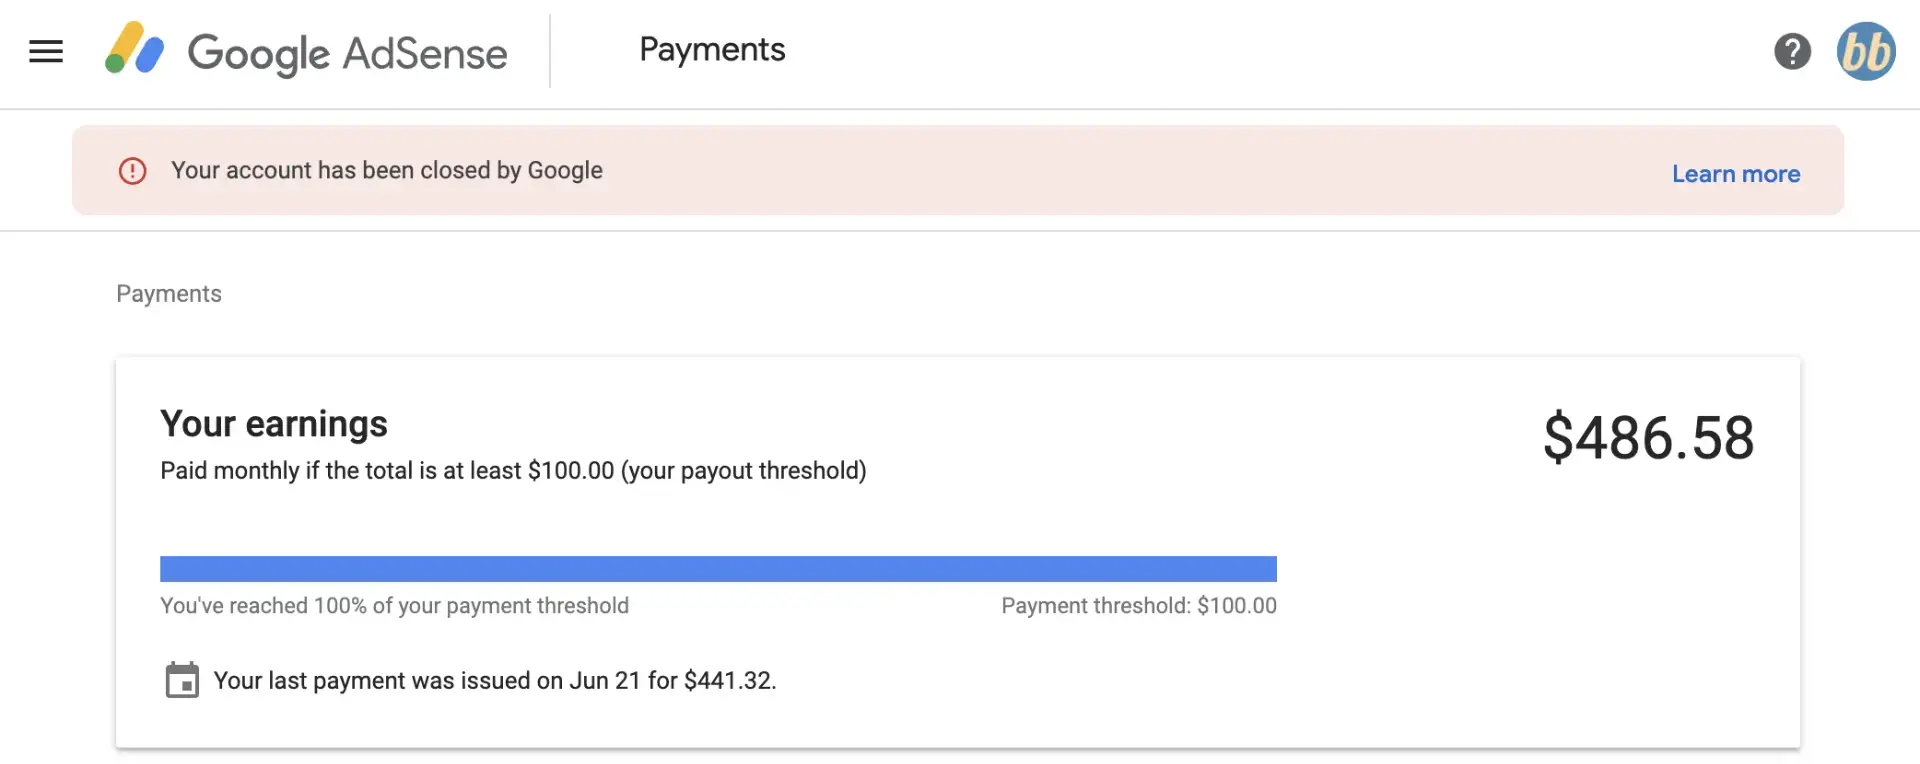 Google AdSense
Payments
bb
Your account has been closed by Google
Learn more
Payments
Your earnings
$486.58
Paid monthly if the total is at least $100.00 (your payout threshold)
You've reached 100% of your payment threshold
Payment threshold: $100.00
Your last payment was issued on Jun 21 for $441.32.